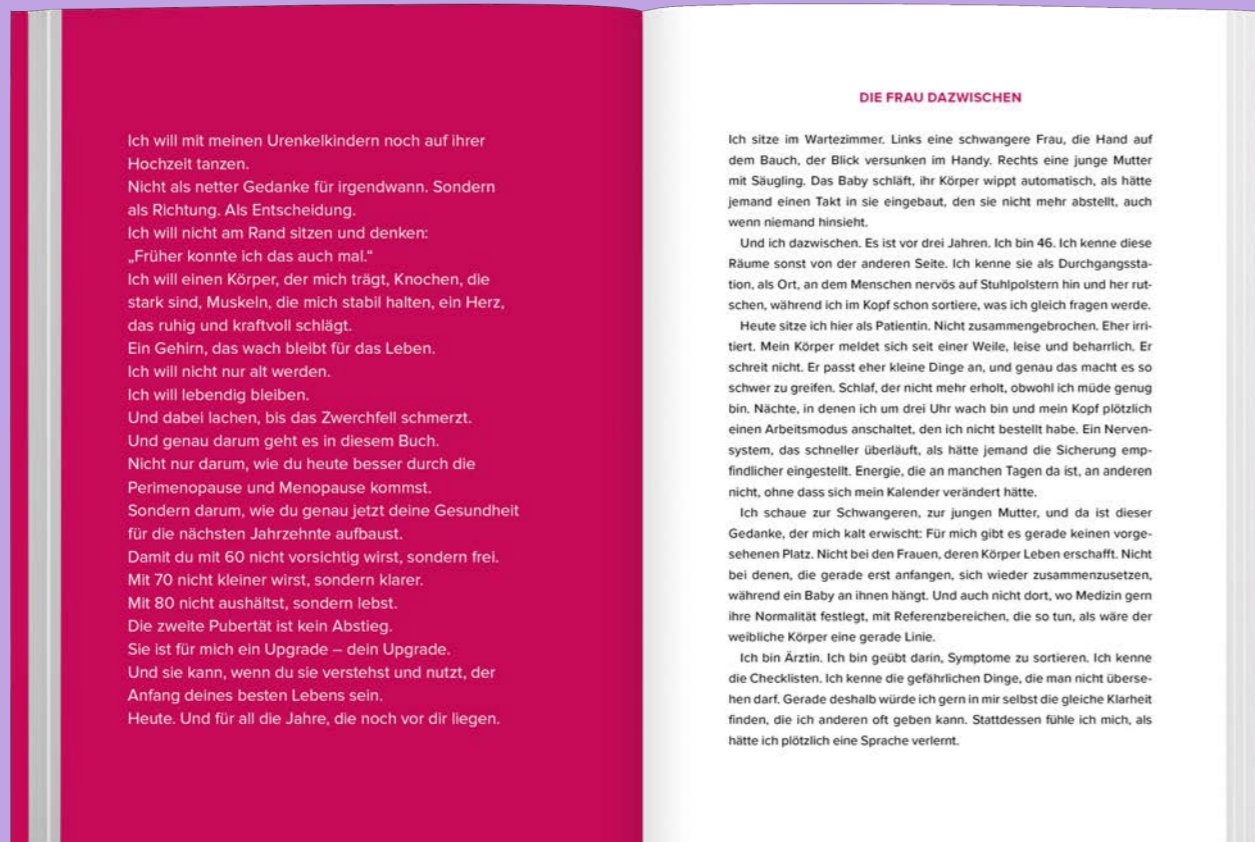 Ich will mit meinen Urenkelkindern noch auf ihrer
Hochzeit tanzen.
Nicht als netter Gedanke für irgendwann. Sondern
als Richtung. Als Entscheidung.
Ich will nicht am Rand sitzen und denken:
„Früher konnte ich das auch mal.“
Ich will einen Körper, der mich trägt, Knochen, die
stark sind, Muskeln, die mich stabil halten, ein Herz,
das ruhig und kraftvoll schlägt.
Ein Gehirn, das wach bleibt für das Leben.
Ich will nicht nur alt werden.
Ich will lebendig bleiben.
Und dabei lachen, bis das Zwerchfell schmerzt.
Und genau darum geht es in diesem Buch.
Nicht nur darum, wie du heute besser durch die
Perimenopause und Menopause kommst.
Sondern darum, wie du genau jetzt deine Gesundheit
für die nächsten Jahrzehnte aufbaust.
Damit du mit 60 nicht vorsichtig wirst, sondern frei.
Mit 70 nicht kleiner wirst, sondern klarer.
Mit 80 nicht aushältst, sondern lebst.
Die zweite Pubertät ist kein Abstieg.
Sie ist für mich ein Upgrade – dein Upgrade.
Und sie kann, wenn du sie verstehst und nutzt, der
Anfang deines besten Lebens sein.
Heute. Und für all die Jahre, die noch vor dir liegen.
DIE FRAU DAZWISCHEN
Ich sitze im Wartezimmer. Links eine schwangere Frau, die Hand auf
dem Bauch, der Blick versunken im Handy. Rechts eine junge Mutter
mit Säugling. Das Baby schläft, ihr Körper wippt automatisch, als hätte
jemand einen Takt in sie eingebaut, den sie nicht mehr abstellt, auch
wenn niemand hinsieht.
Und ich dazwischen. Es ist vor drei Jahren. Ich bin 46. Ich kenne diese
Räume sonst von der anderen Seite. Ich kenne sie als Durchgangssta-
tion, als Ort, an dem Menschen nervös auf Stuhlpolstern hin und her rut-
schen, während ich im Kopf schon sortiere, was ich gleich fragen werde.
Heute sitze ich hier als Patientin. Nicht zusammengebrochen. Eher irri-
tiert. Mein Körper meldet sich seit einer Weile, leise und beharrlich. Er
schreit nicht. Er passt eher kleine Dinge an, und genau das macht es so
schwer zu greifen. Schlaf, der nicht mehr erholt, obwohl ich müde genug
bin. Nächte, in denen ich um drei Uhr wach bin und mein Kopf plötzlich
einen Arbeitsmodus anschaltet, den ich nicht bestellt habe. Ein Nerven-
system, das schneller überläuft, als hätte jemand die Sicherung emp-
findlicher eingestellt. Energie, die an manchen Tagen da ist, an anderen
nicht, ohne dass sich mein Kalender verändert hätte.
Ich schaue zur Schwangeren, zur jungen Mutter, und da ist dieser
Gedanke, der mich kalt erwischt: Für mich gibt es gerade keinen vorge-
sehenen Platz. Nicht bei den Frauen, deren Körper Leben erschafft. Nicht
bei denen, die gerade erst anfangen, sich wieder zusammenzusetzen,
während ein Baby an ihnen hängt. Und auch nicht dort, wo Medizin gern
ihre Normalität festlegt, mit Referenzbereichen, die so tun, als wäre der
weibliche Körper eine gerade Linie.
Ich bin Ärztin. Ich bin geübt darin, Symptome zu sortieren. Ich kenne
die Checklisten. Ich kenne die gefährlichen Dinge, die man nicht überse-
hen darf. Gerade deshalb würde ich gern in mir selbst die gleiche Klarheit
finden, die ich anderen oft geben kann. Stattdessen fühle ich mich, als
hätte ich plötzlich eine Sprache verlernt.